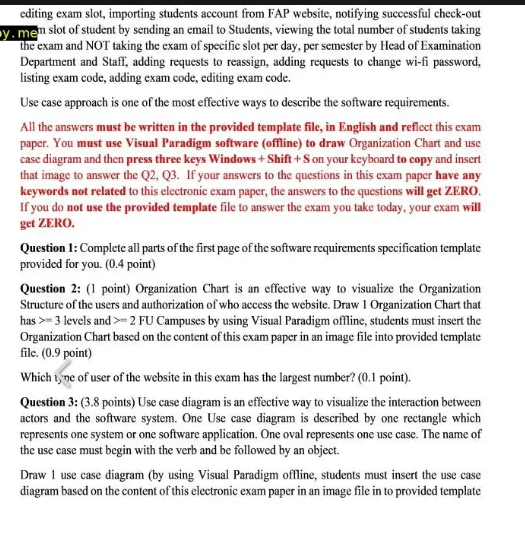 editing exam slot, importing students account from FAP website, notifying successful check-out
slot of student by sending an email to Students, viewing the total number of students taking
y.me
the exam and NOT taking the exam of specific slot per day, per semester by Head of Examination
Department and Staff, adding requests to reassign, adding requests to change wi-fi password,
listing exam code, adding exam code, editing exam code.
Use case approach is one of the most effective ways to describe the software requirements.
All the answers must be written in the provided template file, in English and reflect this exam
paper. You must use Visual Paradigm software (offline) to draw Organization Chart and use
case diagram and then press three keys Windows + Shift + S on your keyboard to copy and insert
that image to answer the Q2, Q3. If your answers to the questions in this exam paper have any
keywords not related to this electronic exam paper, the answers to the questions will get ZERO.
If you do not use the provided template file to answer the exam you take today, your exam will
get ZERO.
Question 1: Complete all parts of the first page of the software requirements specification template
provided for you. (0.4 point)
Question 2: (1 point) Organization Chart is an effective way to visualize the Organization
Structure of the users and authorization of who access the website. Draw 1 Organization Chart that
has >= 3 levels and >= 2 FU Campuses by using Visual Paradigm offline, students must insert the
Organization Chart based on the content of this exam paper in an image file into provided template
file. (0.9 point)
Which type of user of the website in this exam has the largest number? (0.1 point).
Question 3: (3.8 points) Use case diagram is an effective way to visualize the interaction between
actors and the software system. One Use case diagram is described by one rectangle which
represents one system or one software application. One oval represents one use case. The name of
the use case must begin with the verb and be followed by an object.
Draw 1 use case diagram (by using Visual Paradigm offline, students must insert the use case
diagram based on the content of this electronic exam paper in an image file in to provided template